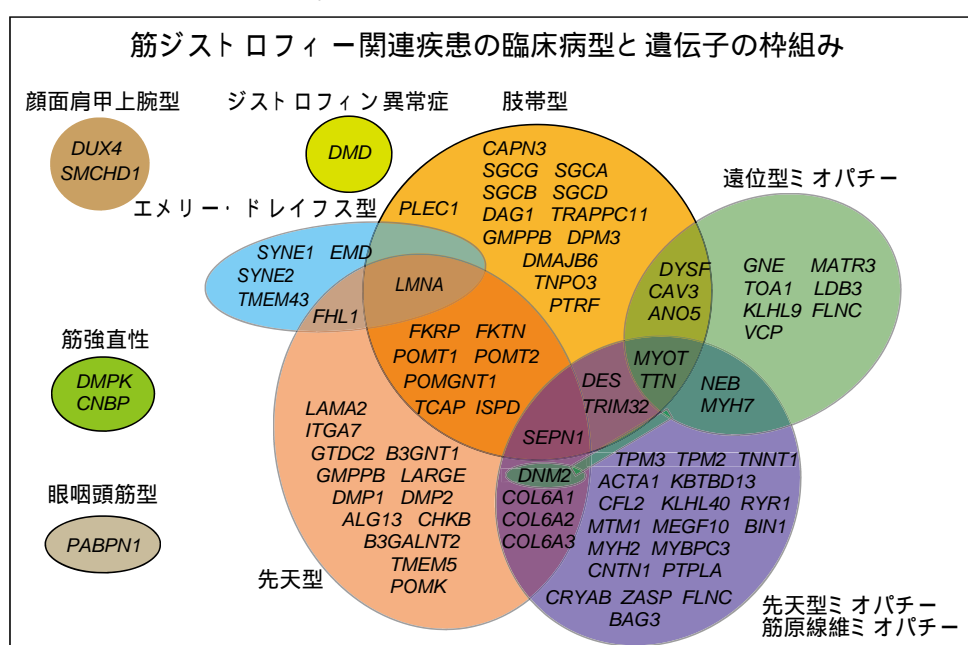 筋ジストロフィー関連疾患の臨床病型と遺伝子の枠組み
顔面肩甲上腕型
DUX4
SMCHD1
ジストロフィン異常症
DMD
肢帯型
CAPN3
SGCG SGCA
SGCB SGCD
PLEC1
DAG1 TRAPPC11
GMPPB DPM3
DMAJB6
TNPO3
PTRF
遠位型ミオパチー
DYSF
CAV3
ANO5
GNE MATR3
TOA1 LDB3
KLHL9 FLNC
VCP
エメリー・ドレイフス型
SYNE1 EMD
SYNE2
TMEM43
LMNA
FHL1
FKRP FKTN
POMT1 POMT2
POMGNT1
TCAP ISPD
MYOT
TTN
DES
TRIM32
NEB
MYH7
SEPN1
筋強直性
DMPK
CNBP
眼咽頭筋型
PABPN1
LAMA2
ITGA7
GTDC2 B3GNT1
GMPPB LARGE
DMP1 DMP2
ALG13 CHKB
B3GALNT2
TMEM5
POMK
先天型
DNM2
COL6A1
COL6A2
COL6A3
TPM3 TPM2 TNNT1
ACTA1 KBTBD13
CFL2 KLHL40 RYR1
MTM1 MEGF10 BIN1
MYH2 MYBPC3
CNTN1 PTPLA
CRYAB ZASP FLNC
BAG3
先天型ミオパチー
筋原線維ミオパチー